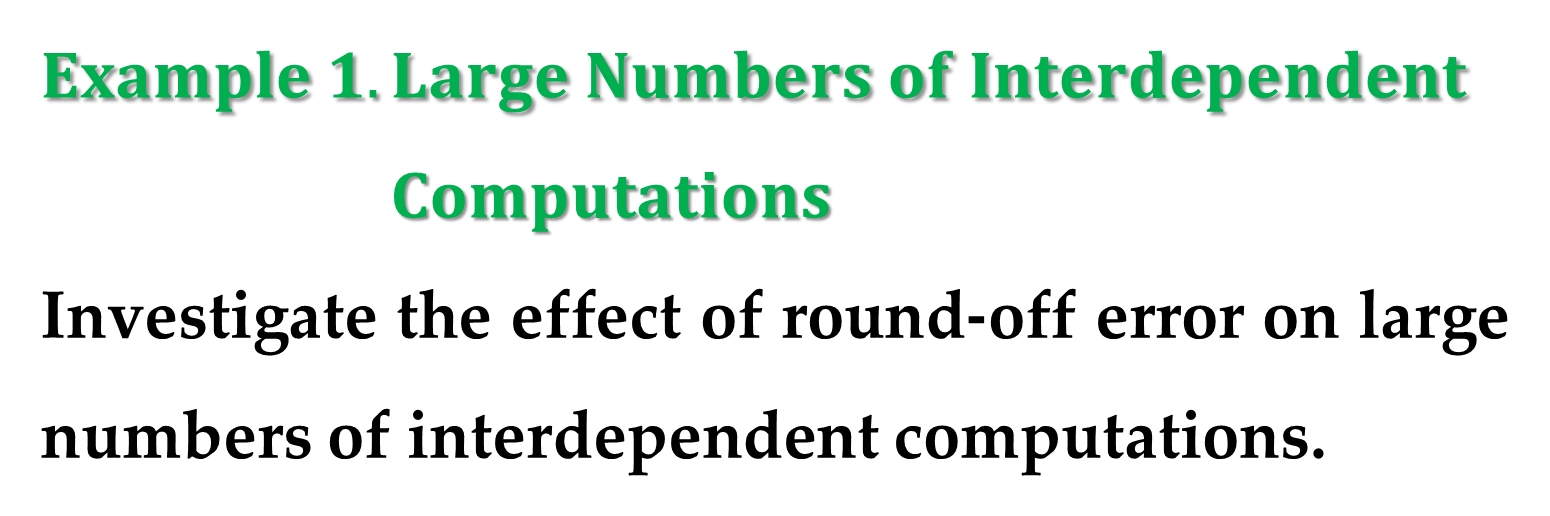 Example 1. Large Numbers of Interdependent
Computations
Investigate the effect of round-off error on large
numbers of interdependent computations.